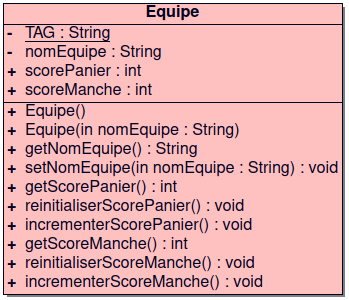 Equipe
- TAG : String
- nomEquipe : String
+ scorePanier : int
+ scoreManche : int
+ Equipe()
+ Equipe(in nomEquipe : String)
+ getNomEquipe() : String
+ setNomEquipe(in nomEquipe : String) : void
+ getScorePanier() : int
+ reinitialiserScorePanier() : void
+ incrementerScorePanier() : void
+ getScoreManche() : int
+ reinitialiserScoreManche() : void
+ incrementerScoreManche() : void